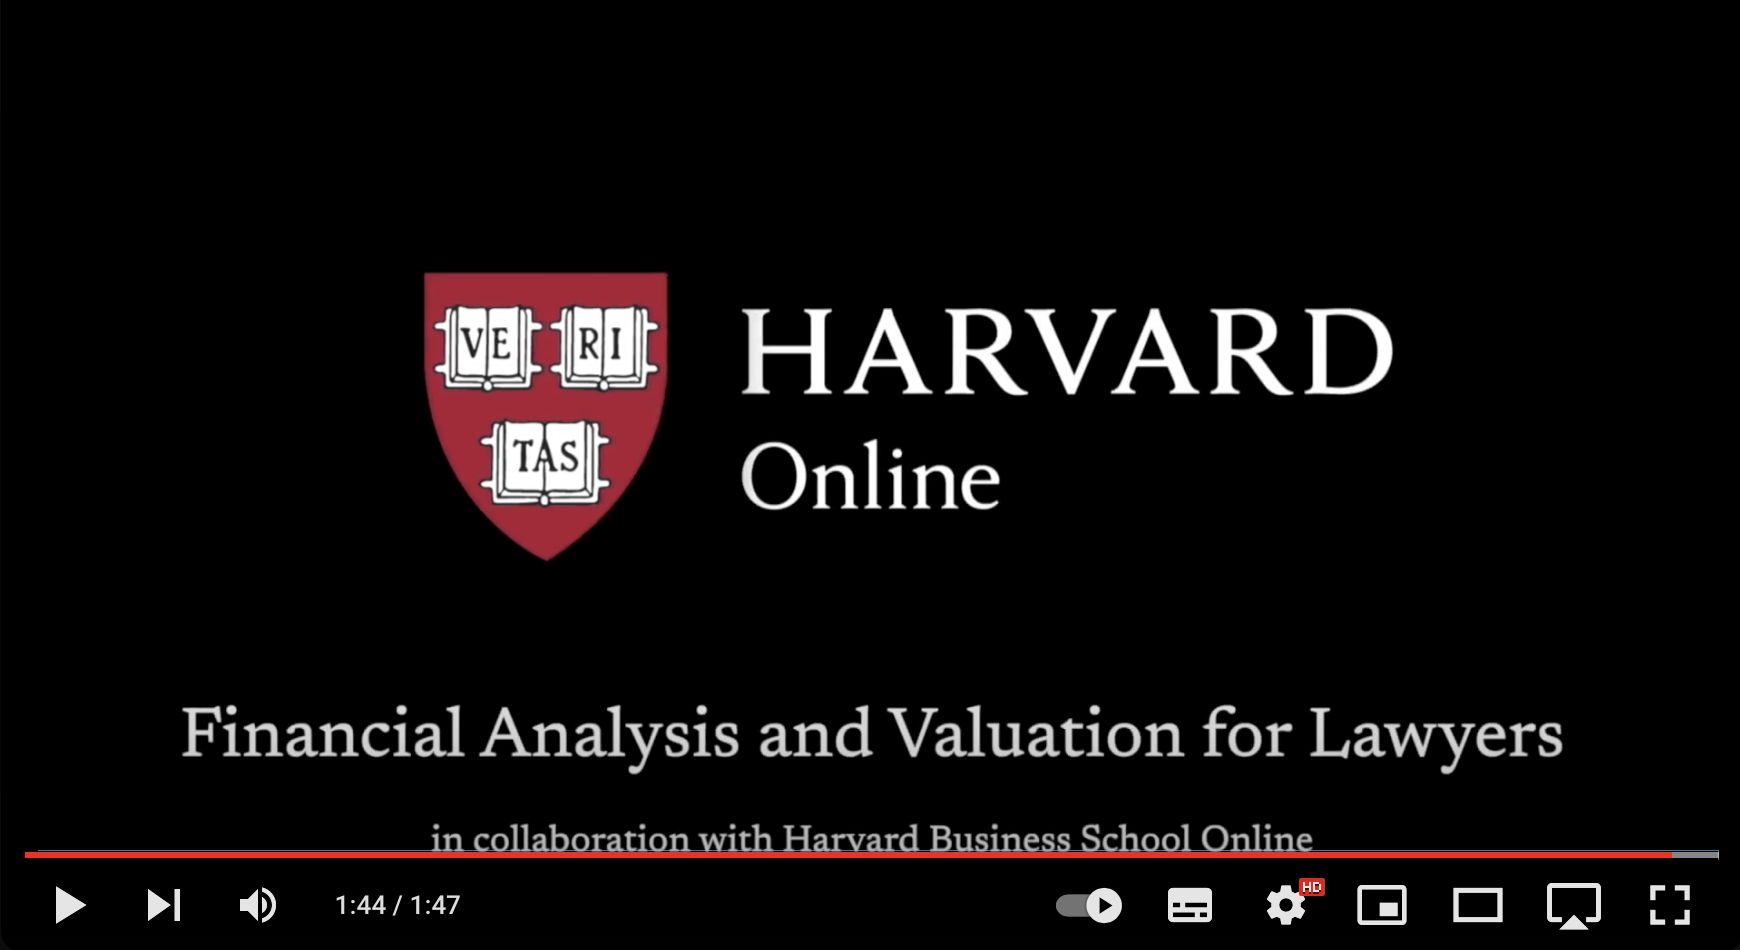 VE RI
TAS
HARVARD
Online
Financial Analysis and Valuation for Lawyers
in collaboration with Harvard Business School Online
1:44 / 1:47
HD